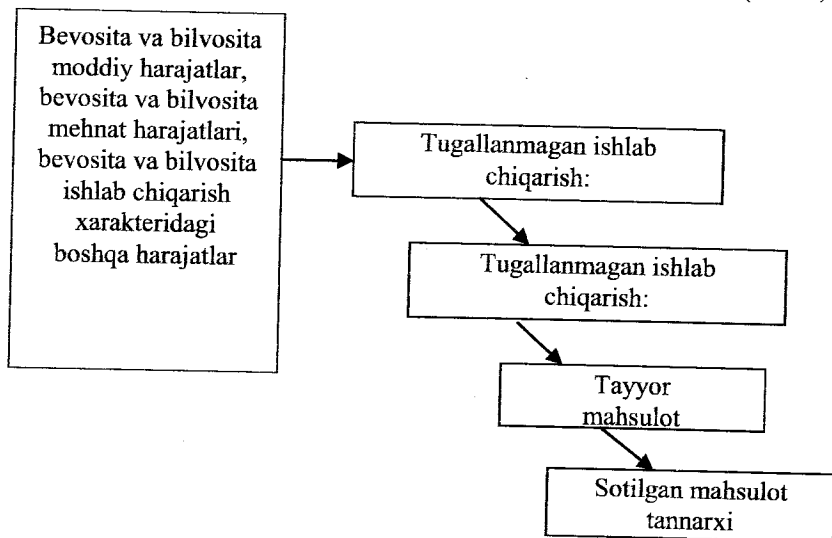 Bevosita va bilvosita
moddiy harajatlar,
bevosita va bilvosita
mehnat harajatlari,
bevosita va bilvosita
ishlab chiqarish
xarakteridagi
boshqa harajatlar
Tugallanmagan ishlab
chiqarish:
Tugallanmagan ishlab
chiqarish:
Tayyor
mahsulot
Sotilgan mahsulot
tannarxi